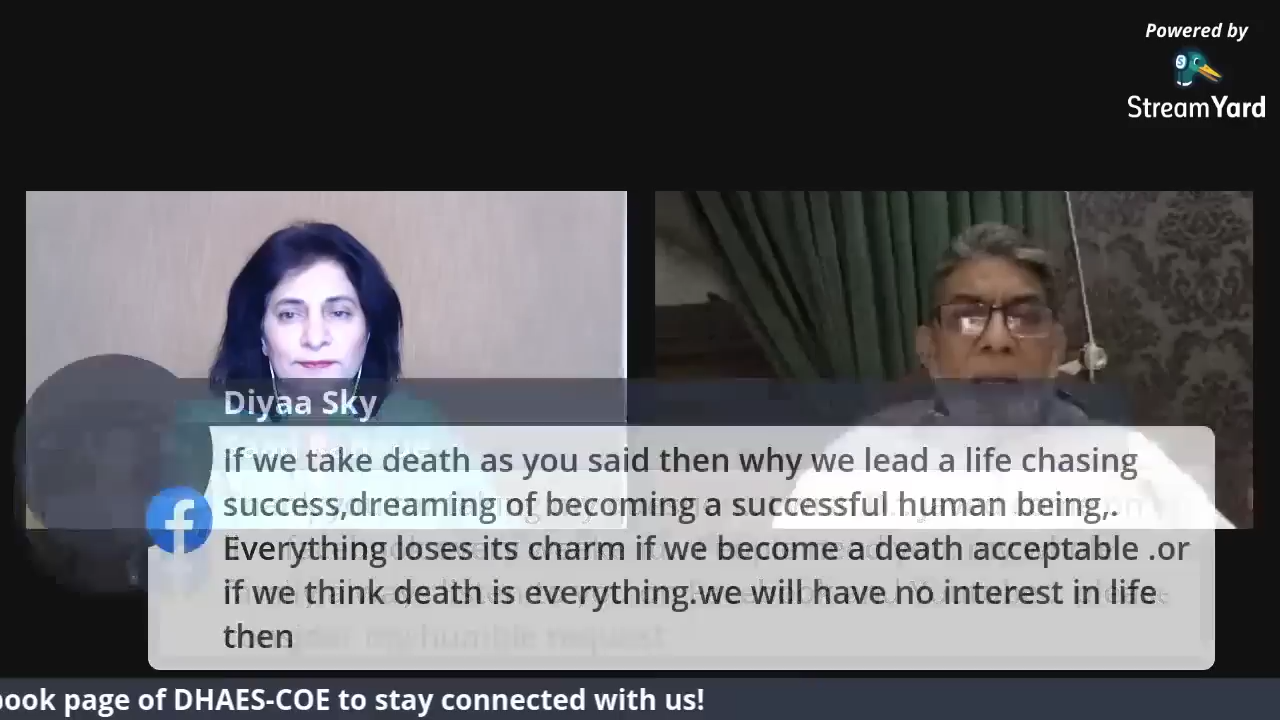 Powered by
StreamYard
Diyaa Sky
If we take death as you said then why we lead a life chasing
success,dreaming of becoming a successful human being,.
Everything loses its charm if we become a death acceptable .or
if we think death is everything.we will have no interest in life
then
book page of DHAES-COE to stay connected with us!